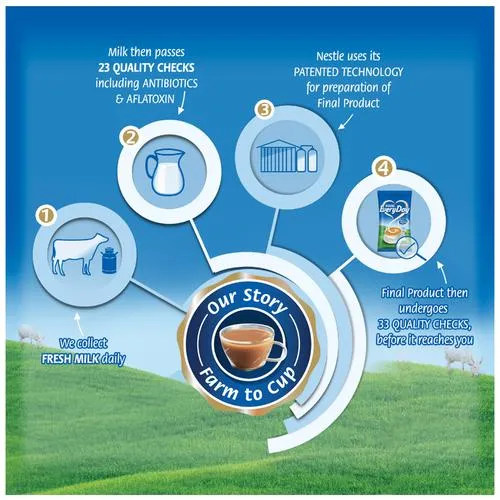 Milk then passes
23 QUALITY CHECKS
including ANTIBIOTICS
& AFLATOXIN
Nestle uses its
PATENTED TECHNOLOGY
for preparation of
Final Product
1
2
3
4
EveryDay
We collect
FRESH MILK daily
Final Product then
undergoes
33 QUALITY CHECKS,
before it reaches you
Our Story
Farm to Cup